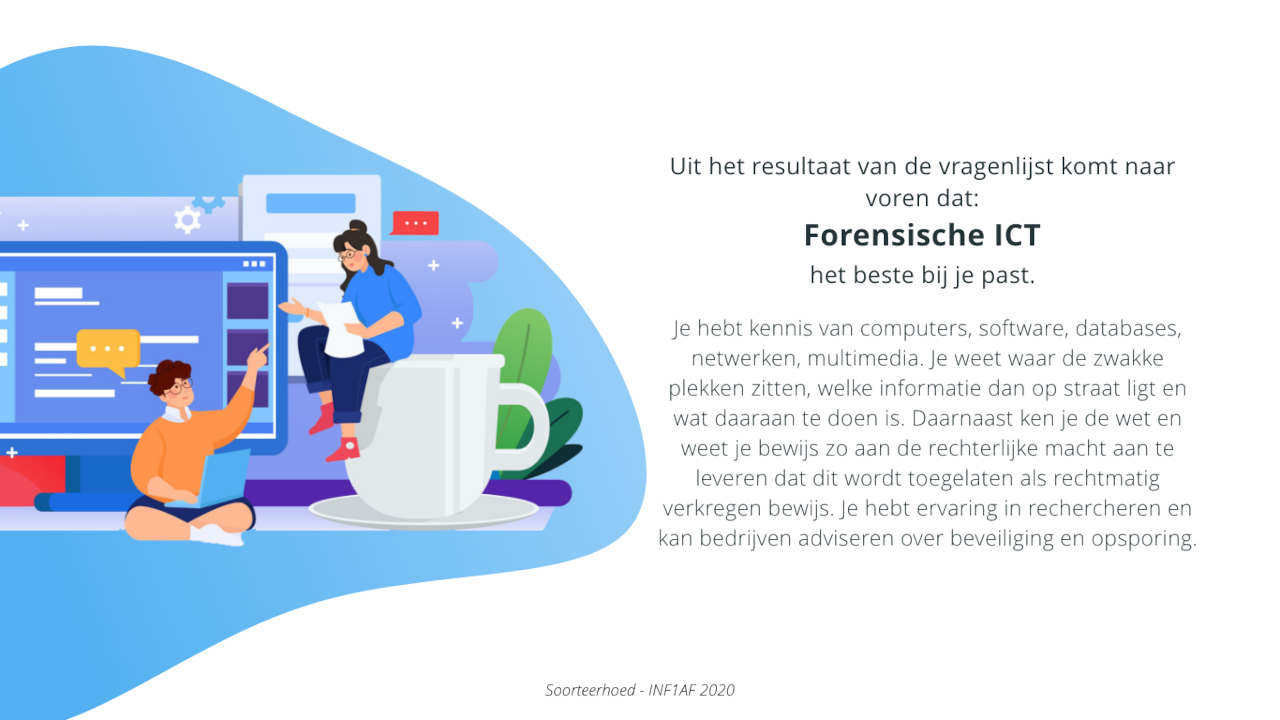 Uit het resultaat van de vragenlijst komt naar
voren dat:
Forensische ICT
het beste bij je past.
Je hebt kennis van computers, software, databases,
netwerken, multimedia. Je weet waar de zwakke
plekken zitten, welke informatie dan op straat ligt en
wat daaraan te doen is. Daarnaast ken je de wet en
weet je bewijs zo aan de rechterlijke macht aan te
leveren dat dit wordt toegelaten als rechtmatig
verkregen bewijs. Je hebt ervaring in rechercheren en
kan bedrijven adviseren over beveiliging en opsporing.
Soorteerhoed - INF1AF 2020